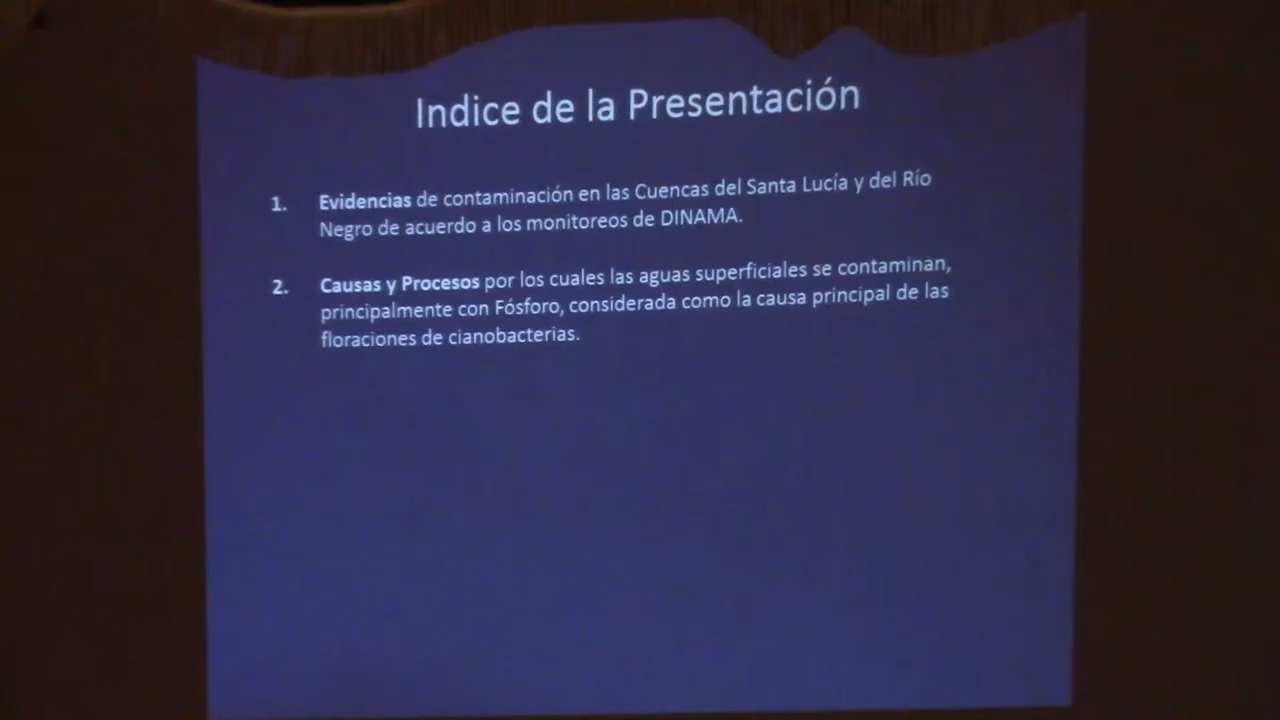 Indice de la Presentación
1. Evidencias de contaminación en las Cuencas del Santa Lucía y del Río
Negro de acuerdo a los monitoreos de DINAMA.
2. Causas y Procesos por los cuales las aguas superficiales se contaminan,
principalmente con Fósforo, considerada como la causa principal de las
floraciones de cianobacterias.